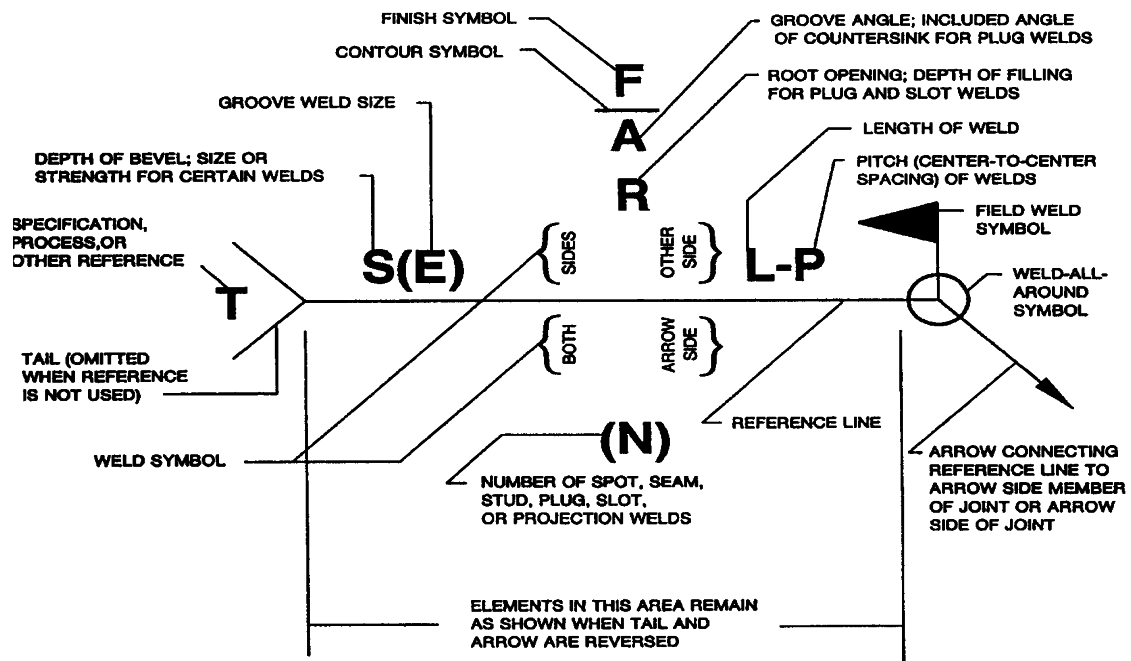 FINISH SYMBOL
CONTOUR SYMBOL
GROOVE WELD SIZE
DEPTH OF BEVEL; SIZE OR
STRENGTH FOR CERTAIN WELDS
SPECIFICATION,
PROCESS,OR
OTHER REFERENCE
T
TAIL (OMITTED
WHEN REFERENCE
IS NOT USED)
WELD SYMBOL
S(E)
F
A
R
GROOVE ANGLE; INCLUDED ANGLE
OF COUNTERSINK FOR PLUG WELDS
ROOT OPENING; DEPTH OF FILLING
FOR PLUG AND SLOT WELDS
LENGTH OF WELD
PITCH (CENTER-TO-CENTER
SPACING) OF WELDS
FIELD WELD
SYMBOL
WELD-ALL-
AROUND
SYMBOL
SIDES
BOTH
OTHER
SIDE
ARROW
SIDE
L-P
(N)
NUMBER OF SPOT, SEAM,
STUD, PLUG, SLOT,
OR PROJECTION WELDS
REFERENCE LINE
ARROW CONNECTING
REFERENCE LINE TO
ARROW SIDE MEMBER
OF JOINT OR ARROW
SIDE OF JOINT
ELEMENTS IN THIS AREA REMAIN
AS SHOWN WHEN TAIL AND
ARROW ARE REVERSED